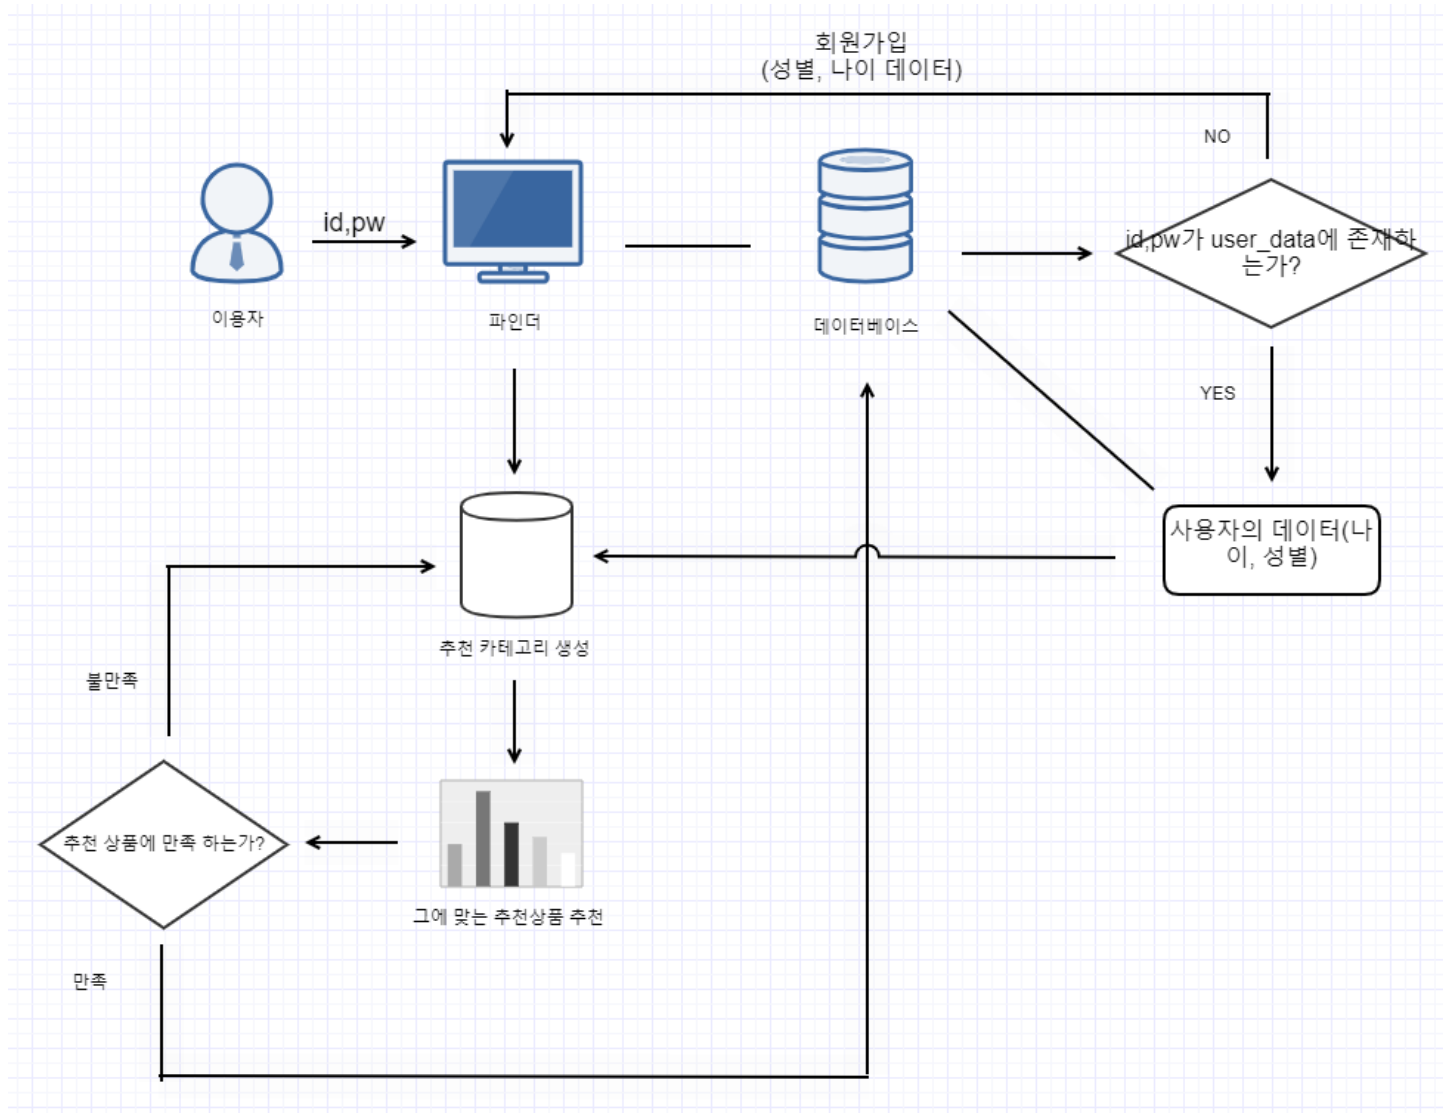 회원가입
(성별, 나이 데이터)
NO
id,pw
id,pw가 user_data에 존재하
는가?
이용자
파인더
데이터베이스
YES
사용자의 데이터(나
이, 성별)
추천 카테고리 생성
불만족
추천 상품에 만족 하는가?
그에 맞는 추천상품 추천
만족